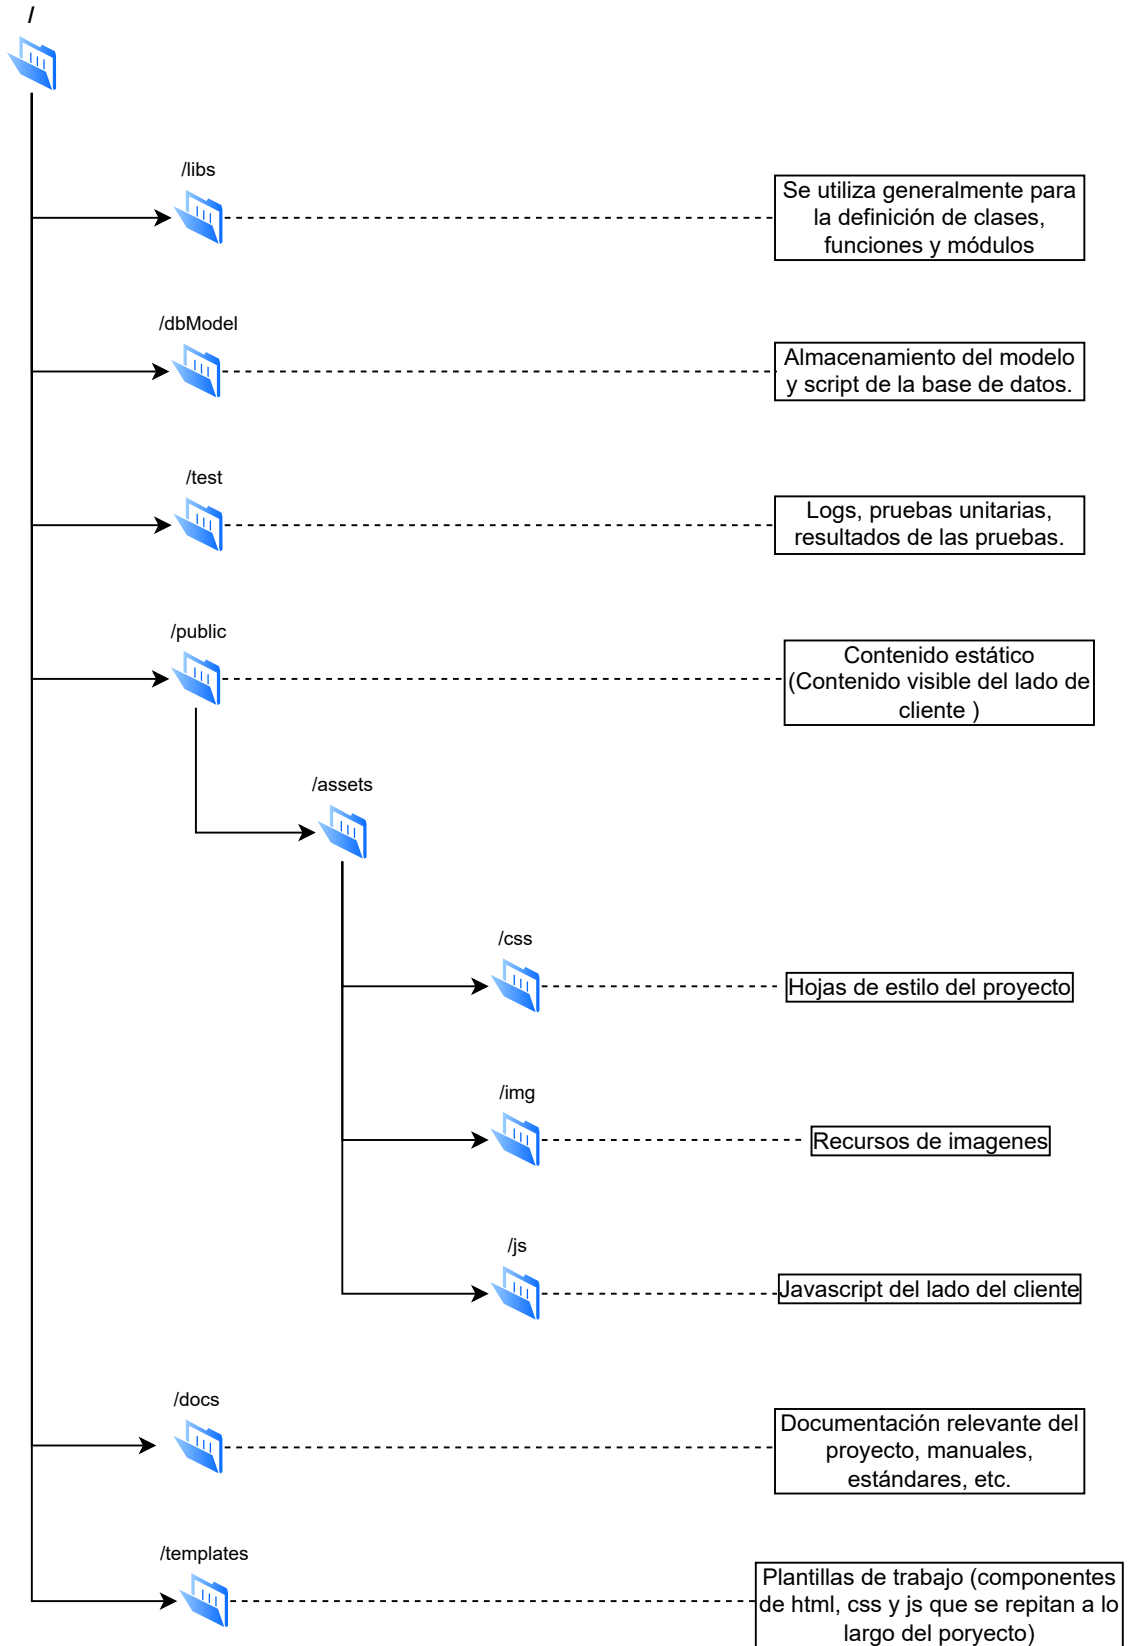 /
/libs
Se utiliza generalmente para
la definición de clases,
funciones y módulos
/dbModel
Almacenamiento del modelo
y script de la base de datos.
/test
Logs, pruebas unitarias,
resultados de las pruebas.
/public
Contenido estático
(Contenido visible del lado de
cliente )
/assets
/css
Hojas de estilo del proyecto
/img
Recursos de imagenes
/js
Javascript del lado del cliente
/docs
Documentación relevante del
proyecto, manuales,
estándares, etc.
/templates
Plantillas de trabajo (componentes
de html, css y js que se repitan a lo
largo del poryecto)